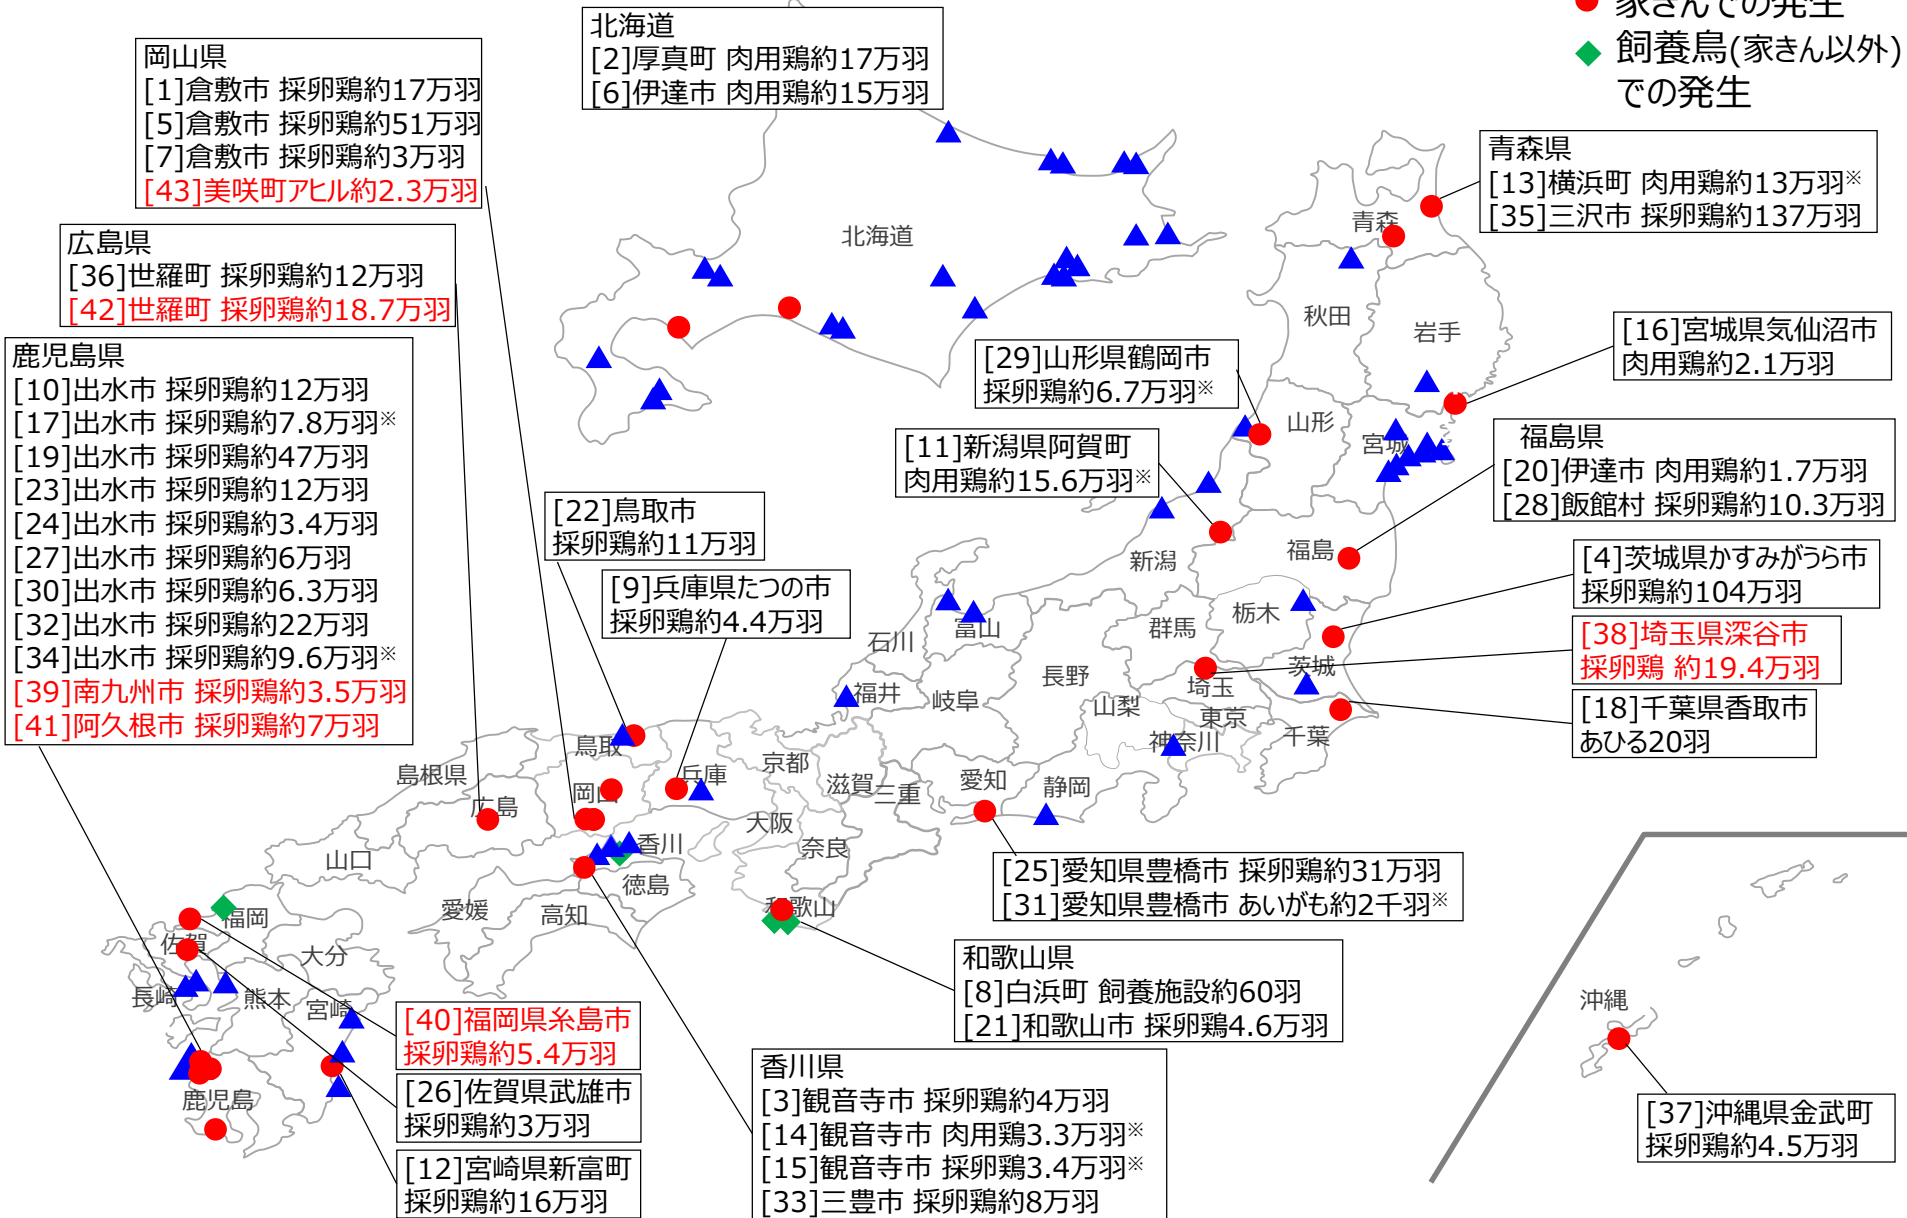 家きんでの発生
飼養鳥(家きん以外)
での発生
北海道
[2]厚真町 肉用鶏約17万羽
[6]伊達市 肉用鶏約15万羽
岡山県
[1]倉敷市 採卵鶏約17万羽
[5]倉敷市 採卵鶏約51万羽
[7]倉敷市 採卵鶏約3万羽
[43]美咲町アヒル約2.3万羽
青森県
[13]横浜町 肉用鶏約13万羽※
[35]三沢市 採卵鶏約137万羽
広島県
[36]世羅町 採卵鶏約12万羽
[42]世羅町 採卵鶏約18.7万羽
鹿児島県
[10]出水市 採卵鶏約12万羽
[17]出水市 採卵鶏約7.8万羽※
[19]出水市 採卵鶏約47万羽
[23]出水市 採卵鶏約12万羽
[24]出水市 採卵鶏約3.4万羽
[27]出水市 採卵鶏約6万羽
[30]出水市 採卵鶏約6.3万羽
[32]出水市 採卵鶏約22万羽
[34]出水市 採卵鶏約9.6万羽※
[39]南九州市 採卵鶏約3.5万羽
[41]阿久根市 採卵鶏約7万羽
[16]宮城県気仙沼市
肉用鶏約2.1万羽
[29]山形県鶴岡市
採卵鶏約6.7万羽※
[11]新潟県阿賀町
肉用鶏約15.6万羽※
福島県
[20]伊達市 肉用鶏約1.7万羽
[28]飯館村 採卵鶏約10.3万羽
[22]鳥取市
採卵鶏約11万羽
[9]兵庫県たつの市
採卵鶏約4.4万羽
[4]茨城県かすみがうら市
採卵鶏約104万羽
[38]埼玉県深谷市
採卵鶏 約19.4万羽
[18]千葉県香取市
あひる20羽
[25]愛知県豊橋市 採卵鶏約31万羽
[31]愛知県豊橋市 あいがも約2千羽※
和歌山県
[8]白浜町 飼養施設約60羽
[21]和歌山市 採卵鶏4.6万羽
[40]福岡県糸島市
採卵鶏約5.4万羽
[26]佐賀県武雄市
採卵鶏約3万羽
[12]宮崎県新富町
採卵鶏約16万羽
香川県
[3]観音寺市 採卵鶏約4万羽
[14]観音寺市 肉用鶏3.3万羽※
[15]観音寺市 採卵鶏3.4万羽※
[33]三豊市 採卵鶏約8万羽
[37]沖縄県金武町
採卵鶏約4.5万羽
北海道
青森
秋田
岩手
山形
宮城
新潟
福島
栃木
群馬
茨城
埼玉
東京
千葉
神奈川
山梨
長野
富山
石川
福井
岐阜
静岡
愛知
三重
滋賀
京都
大阪
奈良
和歌山
兵庫
鳥取
島根県
岡山
広島
山口
香川
徳島
愛媛
高知
福岡
佐賀
長崎
大分
熊本
宮崎
鹿児島
沖縄